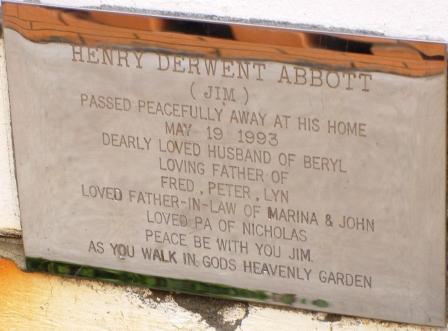 HENRY DERWENT ABBOTT
( JIM )
PASSED PEACEFULLY AWAY AT HIS HOME
MAY 19 1993
DEARLY LOVED HUSBAND OF BERYL
LOVING FATHER OF
FRED , PETER , LYN
LOVED FATHER-IN-LAW OF MARINA & JOHN
LOVED PA OF NICHOLAS
PEACE BE WITH YOU JIM.
AS YOU WALK IN GODS HEAVENLY GARDEN